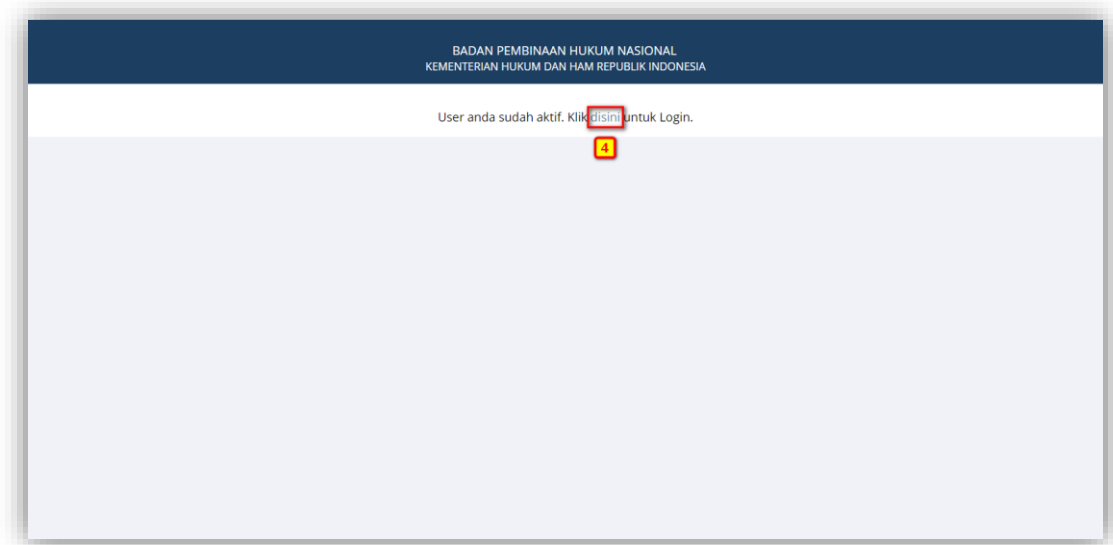 BADAN PEMBINAAN HUKUM NASIONAL
KEMENTERIAN HUKUM DAN HAM REPUBLIK INDONESIA
User anda sudah aktif. Klik disini untuk Login.
4